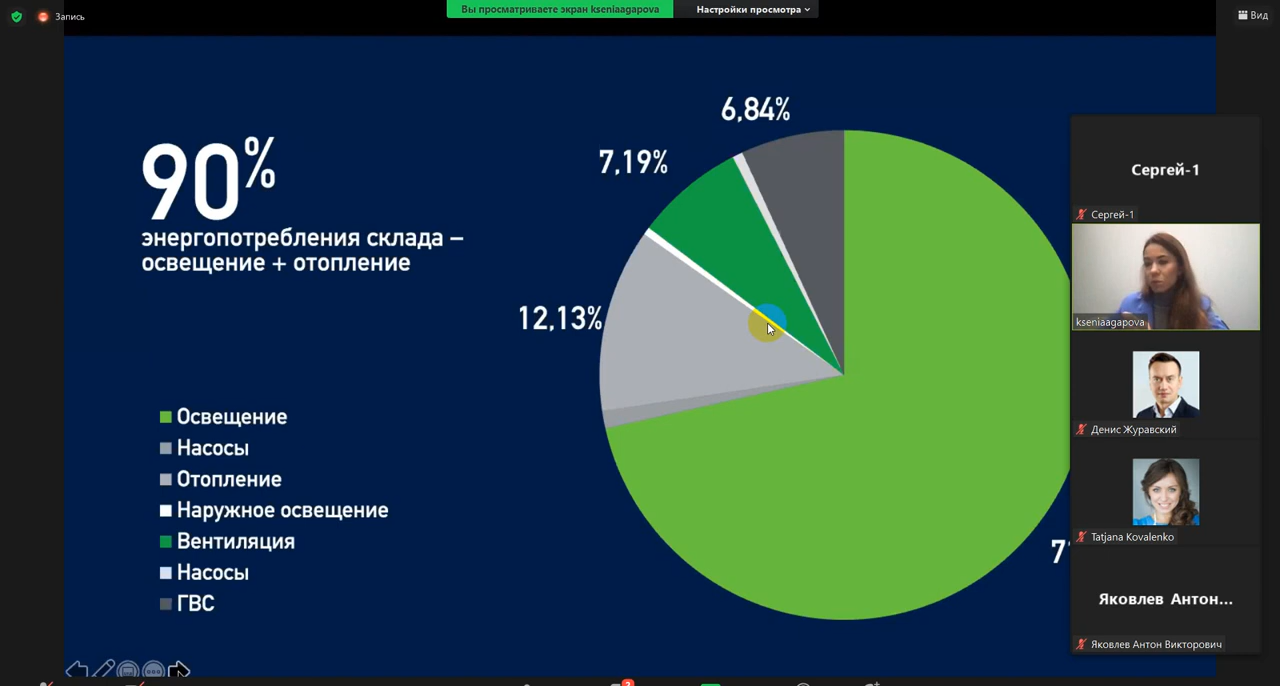 Запись
Вы просматриваете экран kseniaagapova
Настройки просмотра
Вид
90%
энергопотребления склада –
освещение + отопление
6,84%
7,19%
12,13%
Освещение
Насосы
Отопление
Наружное освещение
Вентиляция
Насосы
ГВС
Сергей-1
Сергей-1
kseniaagapova
Денис Журавский
Tatjana Kovalenko
Яковлев Антон...
Яковлев Антон Викторович